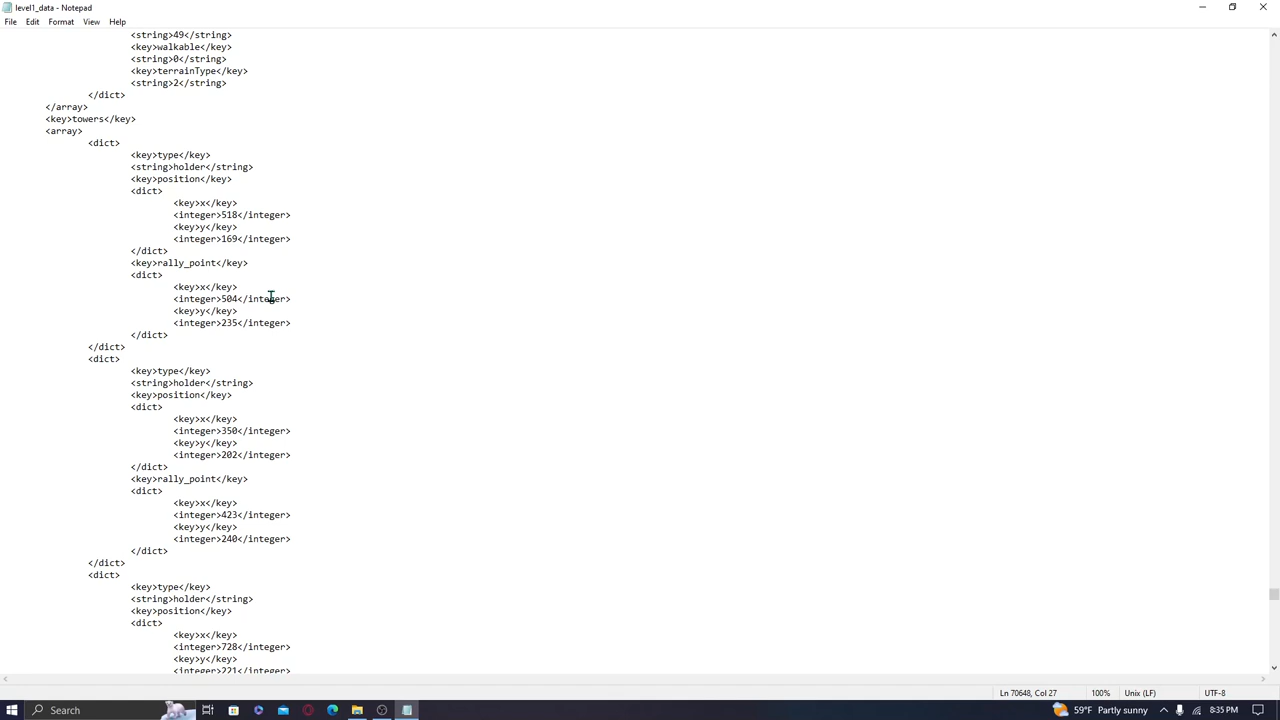 level1_data - Notepad
File Edit Format View Help
<string>49</string>
<key>walkable</key>
<string>0</string>
<key>terrainType</key>
<string>2</string>
</dict>
</array>
<key>towers</key>
<array>
<dict>
<key>type</key>
<string>holder</string>
<key>position</key>
<dict>
<key>x</key>
<integer>518</integer>
<key>y</key>
<integer>169</integer>
</dict>
<key>rally_point</key>
<dict>
<key>x</key>
<integer>504</integer>
<key>y</key>
<integer>235</integer>
</dict>
</dict>
<dict>
<key>type</key>
<string>holder</string>
<key>position</key>
<dict>
<key>x</key>
<integer>350</integer>
<key>y</key>
<integer>202</integer>
</dict>
<key>rally_point</key>
<dict>
<key>x</key>
<integer>423</integer>
<key>y</key>
<integer>240</integer>
</dict>
</dict>
<dict>
<key>type</key>
<string>holder</string>
<key>position</key>
<dict>
<key>x</key>
<integer>728</integer>
<key>y</key>
<integer>221</integer>
Ln 70648, Col 27 100% Unix (LF) UTF-8
Search 59°F Partly sunny 8:35 PM